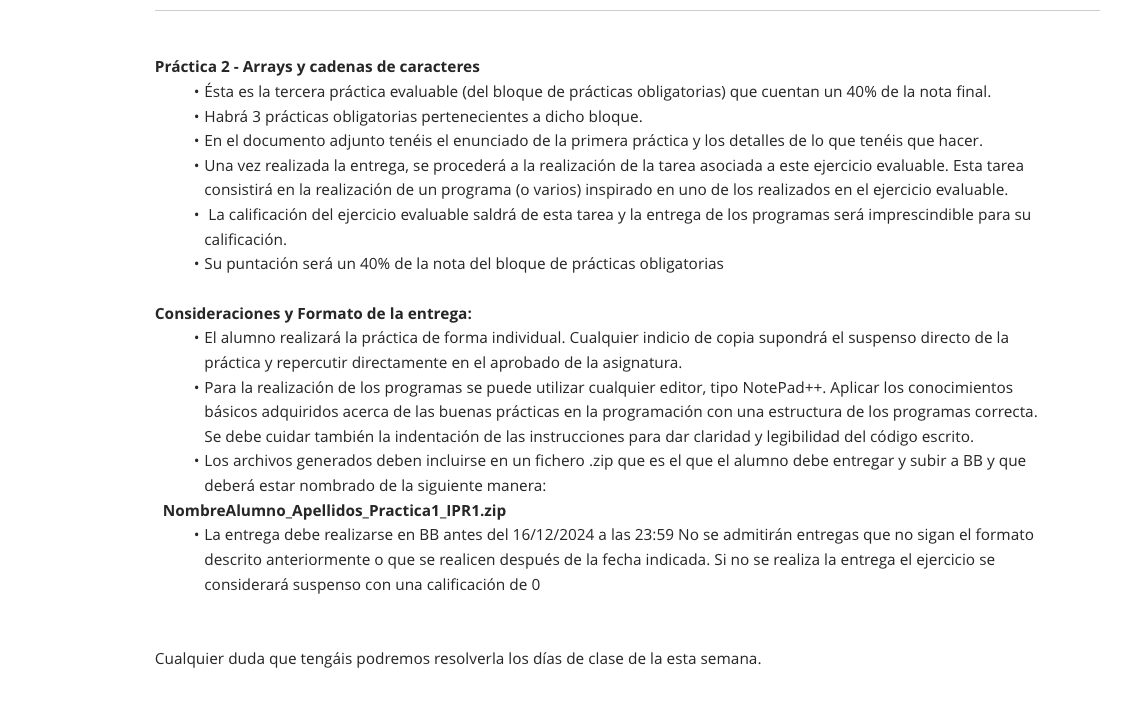 Práctica 2 - Arrays y cadenas de caracteres
• Ésta es la tercera práctica evaluable (del bloque de prácticas obligatorias) que cuentan un 40% de la nota final.
• Habrá 3 prácticas obligatorias pertenecientes a dicho bloque.
• En el documento adjunto tenéis el enunciado de la primera práctica y los detalles de lo que tenéis que hacer.
• Una vez realizada la entrega, se procederá a la realización de la tarea asociada a este ejercicio evaluable. Esta tarea
consistirá en la realización de un programa (o varios) inspirado en uno de los realizados en el ejercicio evaluable.
• La calificación del ejercicio evaluable saldrá de esta tarea y la entrega de los programas será imprescindible para su
calificación.
• Su puntación será un 40% de la nota del bloque de prácticas obligatorias
Consideraciones y Formato de la entrega:
• El alumno realizará la práctica de forma individual. Cualquier indicio de copia supondrá el suspenso directo de la
práctica y repercutir directamente en el aprobado de la asignatura.
• Para la realización de los programas se puede utilizar cualquier editor, tipo NotePad++. Aplicar los conocimientos
básicos adquiridos acerca de las buenas prácticas en la programación con una estructura de los programas correcta.
Se debe cuidar también la indentación de las instrucciones para dar claridad y legibilidad del código escrito.
• Los archivos generados deben incluirse en un fichero .zip que es el que el alumno debe entregar y subir a BB y que
deberá estar nombrado de la siguiente manera:
NombreAlumno_Apellidos_Practica1_IPR1.zip
• La entrega debe realizarse en BB antes del 16/12/2024 a las 23:59 No se admitirán entregas que no sigan el formato
descrito anteriormente o que se realicen después de la fecha indicada. Si no se realiza la entrega el ejercicio se
considerará suspenso con una calificación de 0
Cualquier duda que tengáis podremos resolverla los días de clase de la esta semana.